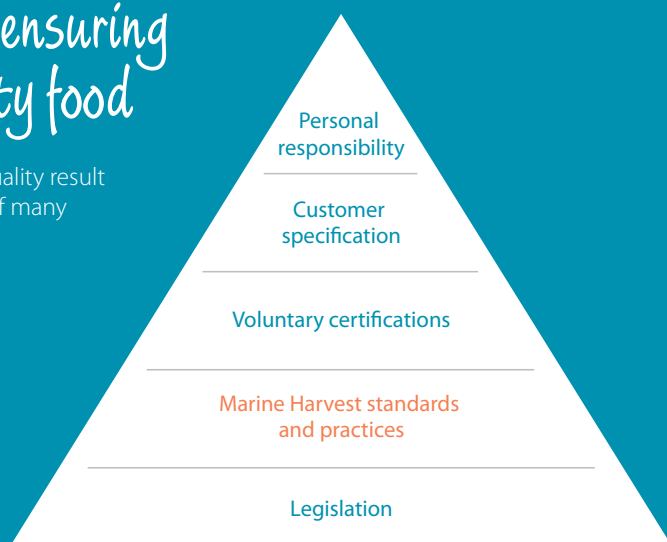 ensuring
ty food
uality result
f many
Personal
responsibility
Customer
specification
Voluntary certifications
Marine Harvest standards
and practices
Legislation